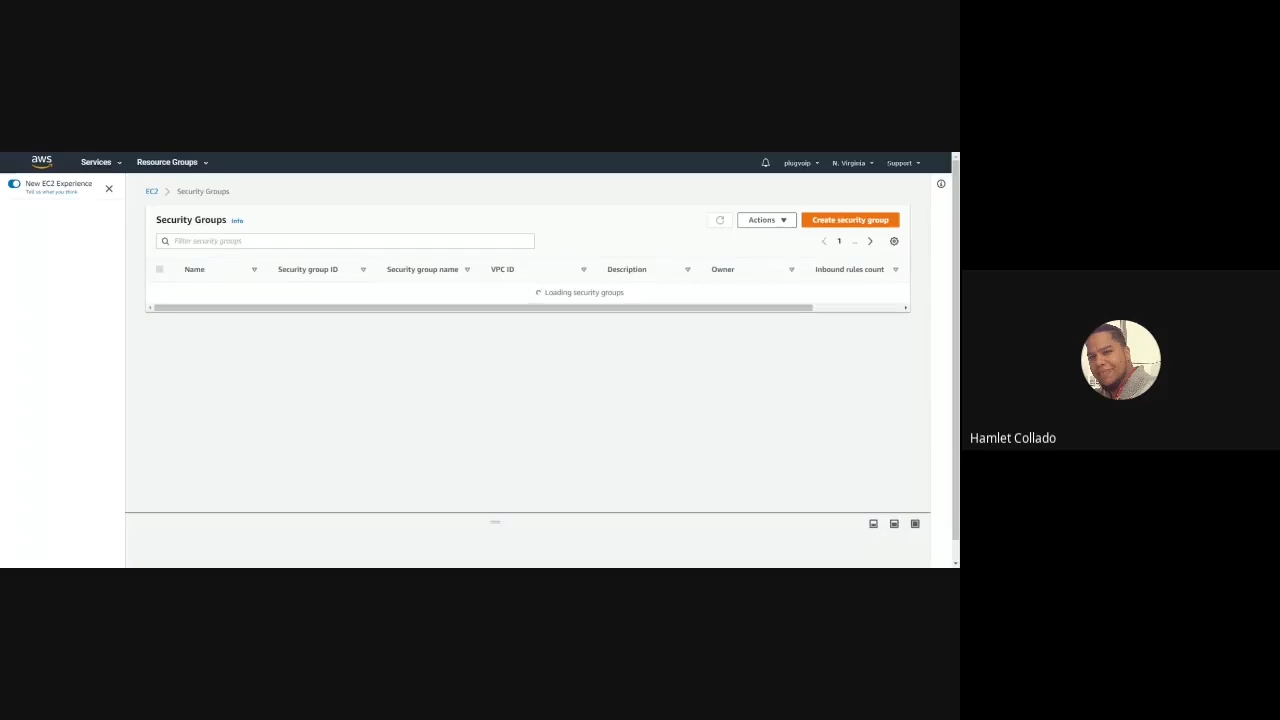 aws Services Resource Groups plugvoip N. Virginia Support
New EC2 Experience
Tell us what you think
EC2 > Security Groups
Security Groups Info
Actions Create security group
Filter security groups
1 ...
Name Security group ID Security group name VPC ID Description Owner Inbound rules count
Loading security groups
Hamlet Collado